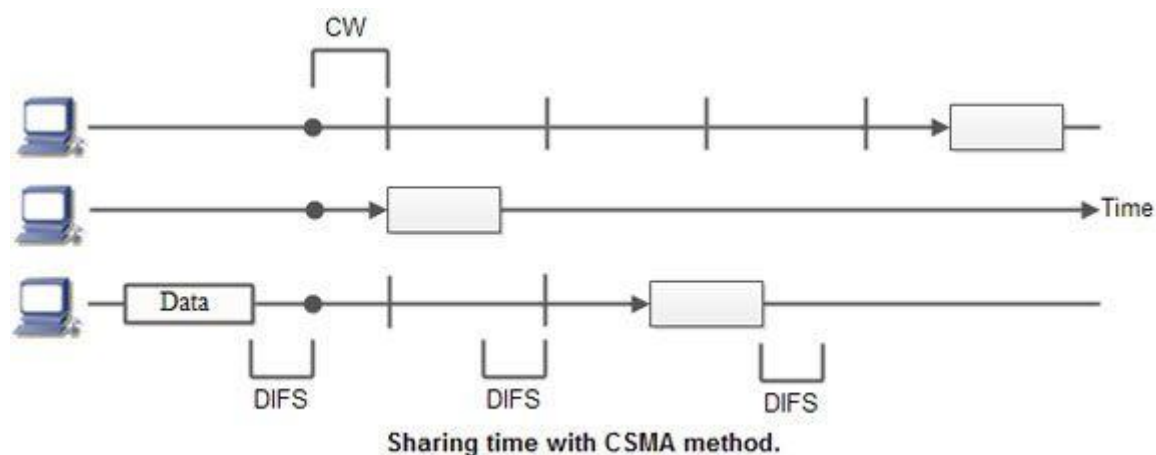 CW
Time
Data
DIFS
DIFS
DIFS
Sharing time with CSMA method.